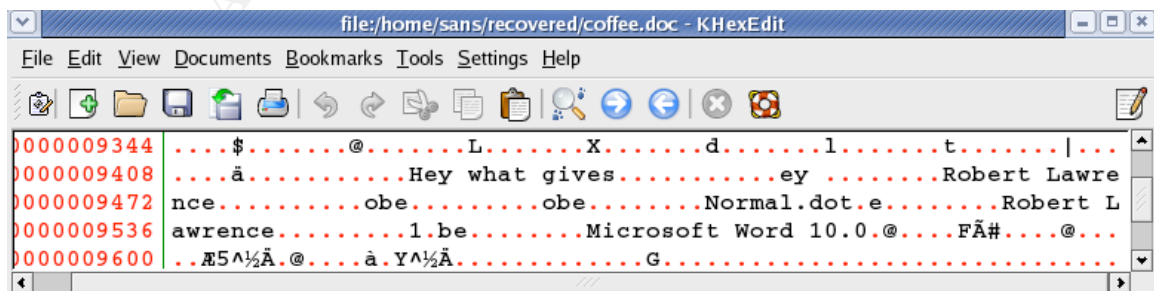 file:/home/sans/recovered/coffee.doc - KHexEdit
File Edit View Documents Bookmarks Tools Settings Help
0000009344 ....$.......@.......L.......X.......d.......l.......t.......|...
0000009408 ....ä...........Hey what gives...........ey ........Robert Lawre
0000009472 nce..........obe.........obe........Normal.dot.e........Robert L
0000009536 awrence.........1.be........Microsoft Word 10.0.@....FÃ#....@...
0000009600 ..Æ5^½Ä.@....à.Y^½Ä.............G..............................